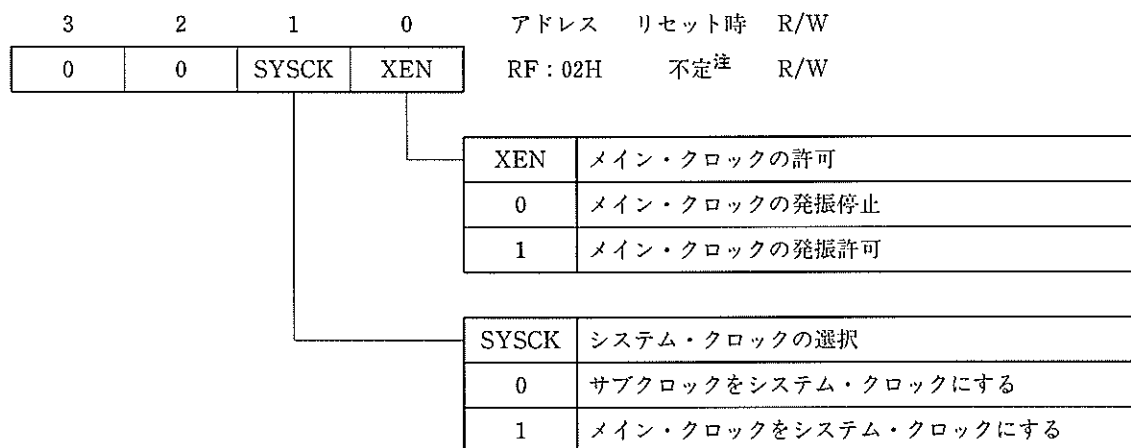 3 2 1 0 アドレス リセット時 R/W
0 0 SYSCK XEN RF : 02H 不定注 R/W
XEN メイン・クロックの許可
0 メイン・クロックの発振停止
1 メイン・クロックの発振許可
SYSCK システム・クロックの選択
0 サブクロックをシステム・クロックにする
1 メイン・クロックをシステム・クロックにする